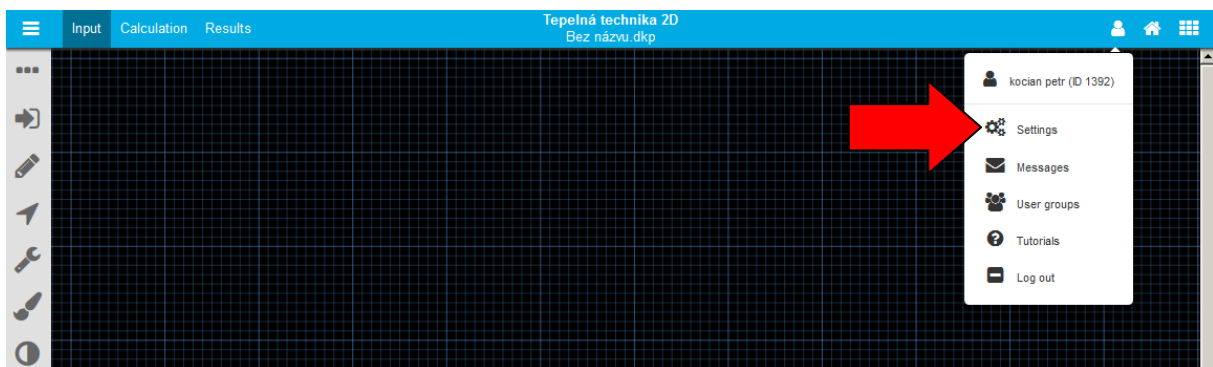 Input Calculation Results
Tepelná technika 2D
Bez názvu.dkp
kocian petr (ID 1392)
Settings
Messages
User groups
Tutorials
Log out